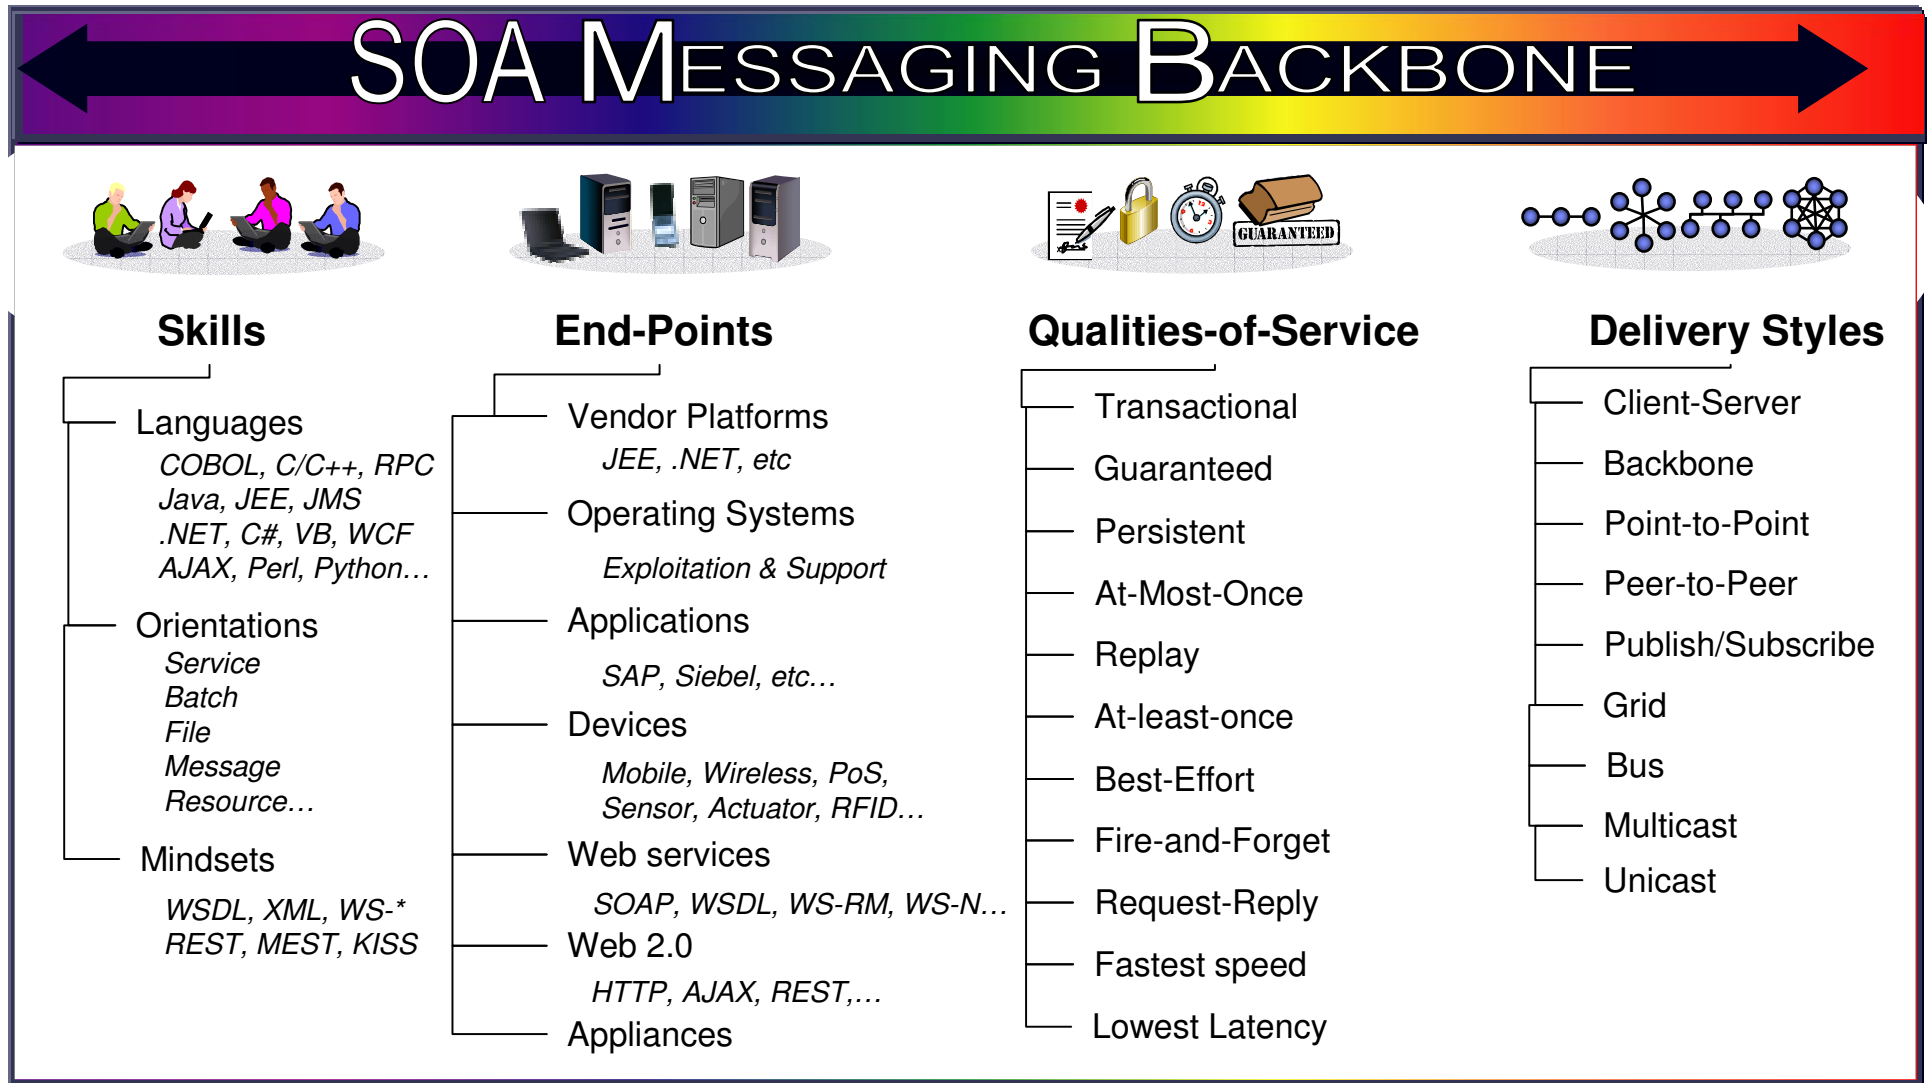 SOA MESSAGING BACKBONE
GUARANTEED
Skills
Languages
COBOL, C/C++, RPC
Java, JEE, JMS
.NET, C#, VB, WCF
AJAX, Perl, Python…
Orientations
Service
Batch
File
Message
Resource…
Mindsets
WSDL, XML, WS-*
REST, MEST, KISS
End-Points
Vendor Platforms
JEE, .NET, etc
Operating Systems
Exploitation & Support
Applications
SAP, Siebel, etc…
Devices
Mobile, Wireless, PoS,
Sensor, Actuator, RFID…
Web services
SOAP, WSDL, WS-RM, WS-N…
Web 2.0
HTTP, AJAX, REST,…
Appliances
Qualities-of-Service
Transactional
Guaranteed
Persistent
At-Most-Once
Replay
At-least-once
Best-Effort
Fire-and-Forget
Request-Reply
Fastest speed
Lowest Latency
Delivery Styles
Client-Server
Backbone
Point-to-Point
Peer-to-Peer
Publish/Subscribe
Grid
Bus
Multicast
Unicast